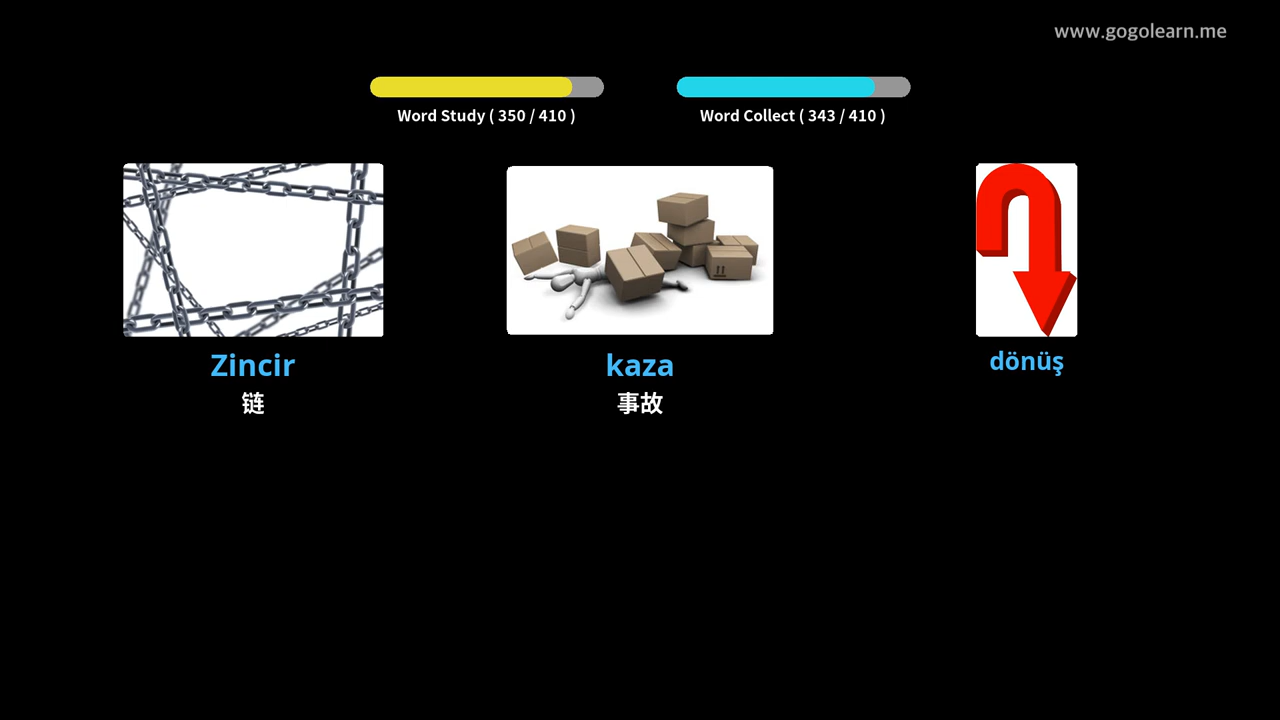 www.gogolearn.me
Word Study ( 350 / 410 )
Word Collect ( 343 / 410 )
Zincir
链
kaza
事故
dönüş